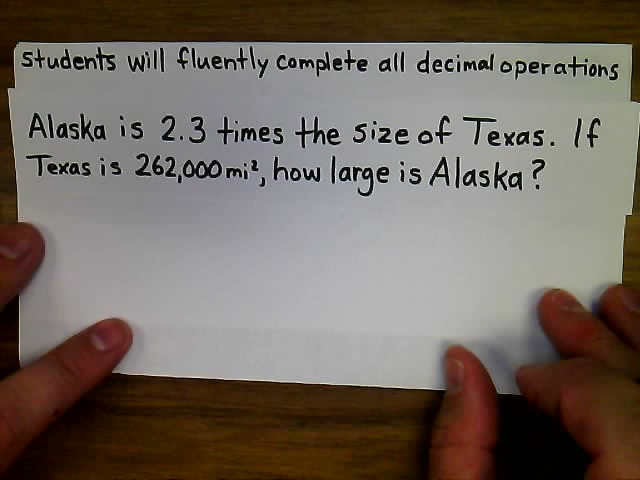 students will fluently complete all decimal operations
Alaska is 2.3 times the size of Texas. If
Texas is 262,000 mi², how large is Alaska?